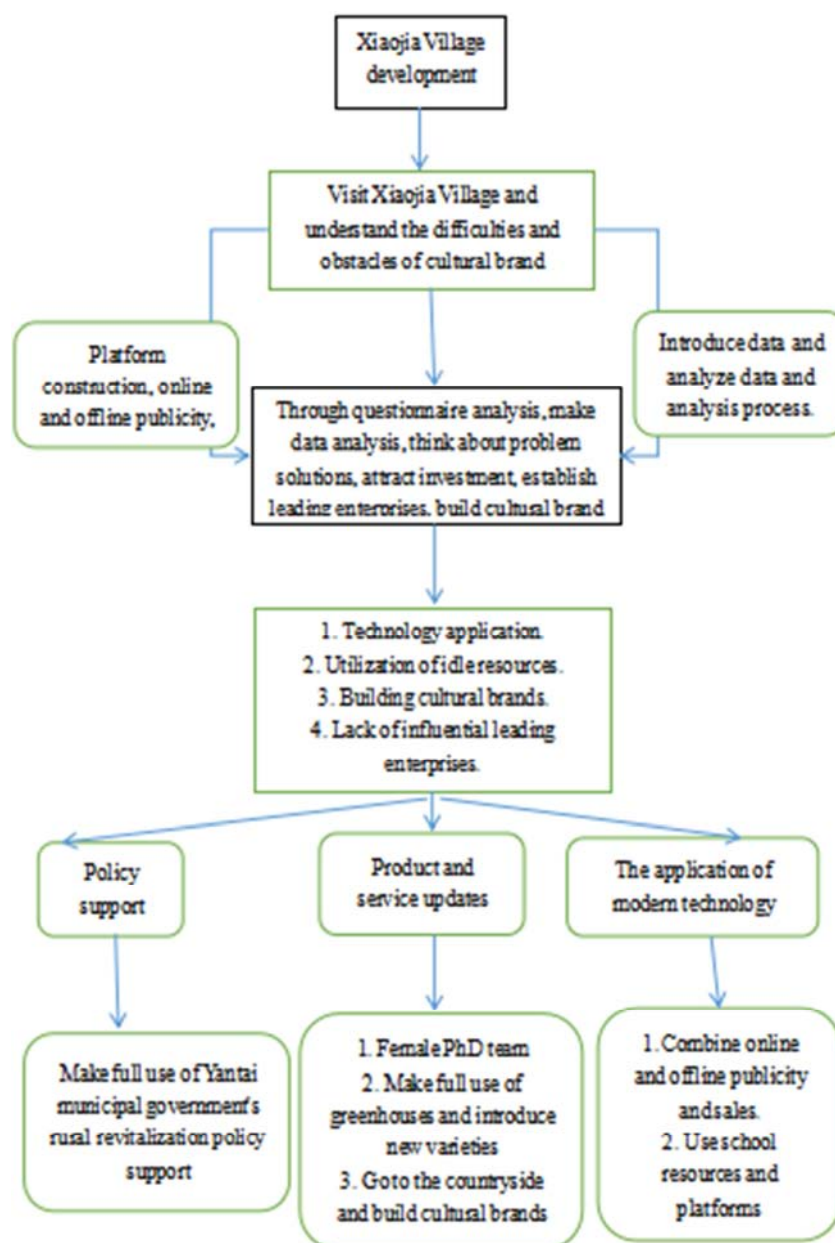 Xiaojia Village
development
Visit Xiaojia Village and
understand the difficulties and
obstacles of cultural brand
Platform
construction, online
and offline publicity,
Introduce data and
analyze data and
analysis process.
Through questionnaire analysis, make
data analysis, think about problem
solutions, attract investment, establish
leading enterprises, build cultural brand
1. Technology application.
2. Utilization of idle resources.
3. Building cultural brands.
4. Lack of influential leading
enterprises.
Policy
support
Product and
service updates
The application of
modern technology
Make full use of Yantai
municipal government's
rural revitalization policy
support
1. Female PhD team
2. Make full use of
greenhouses and introduce
new varieties
3. Go to the countryside
and build cultural brands
1. Combine online
and offline publicity
and sales.
2. Use school
resources and
platforms